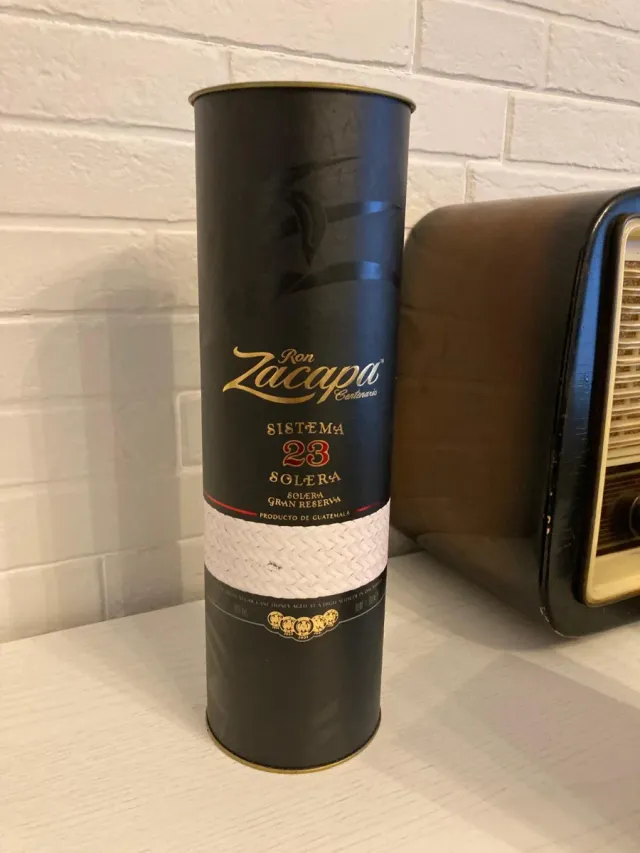 Ron
Zacapa
Centenario
SISTEMA
23
SOLERA
SOLERA
GRAN RESERVA
PRODUCTO DE GUATEMALA